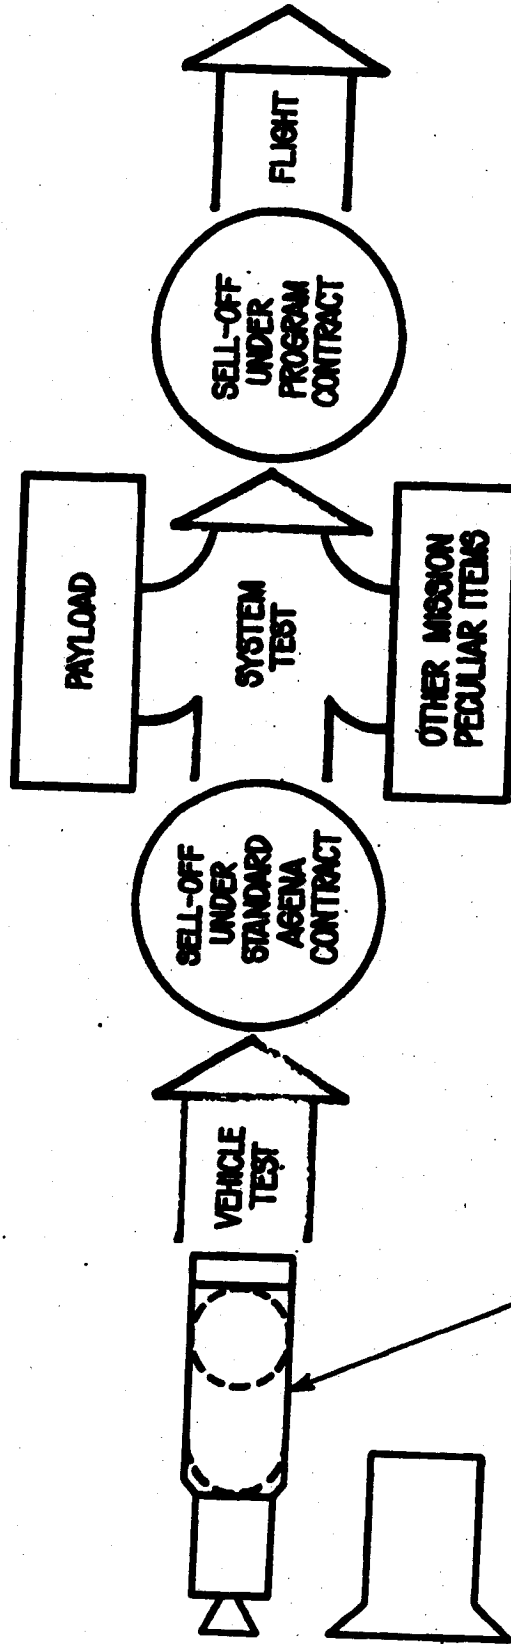 VEHICLE
TEST
SELL-OFF
UNDER
STANDARD
AGENA
CONTRACT
PAYLOAD
SYSTEM
TEST
OTHER MISSION
PECULIAR ITEMS
SELL-OFF
UNDER
PROGRAM
CONTRACT
FLIGHT